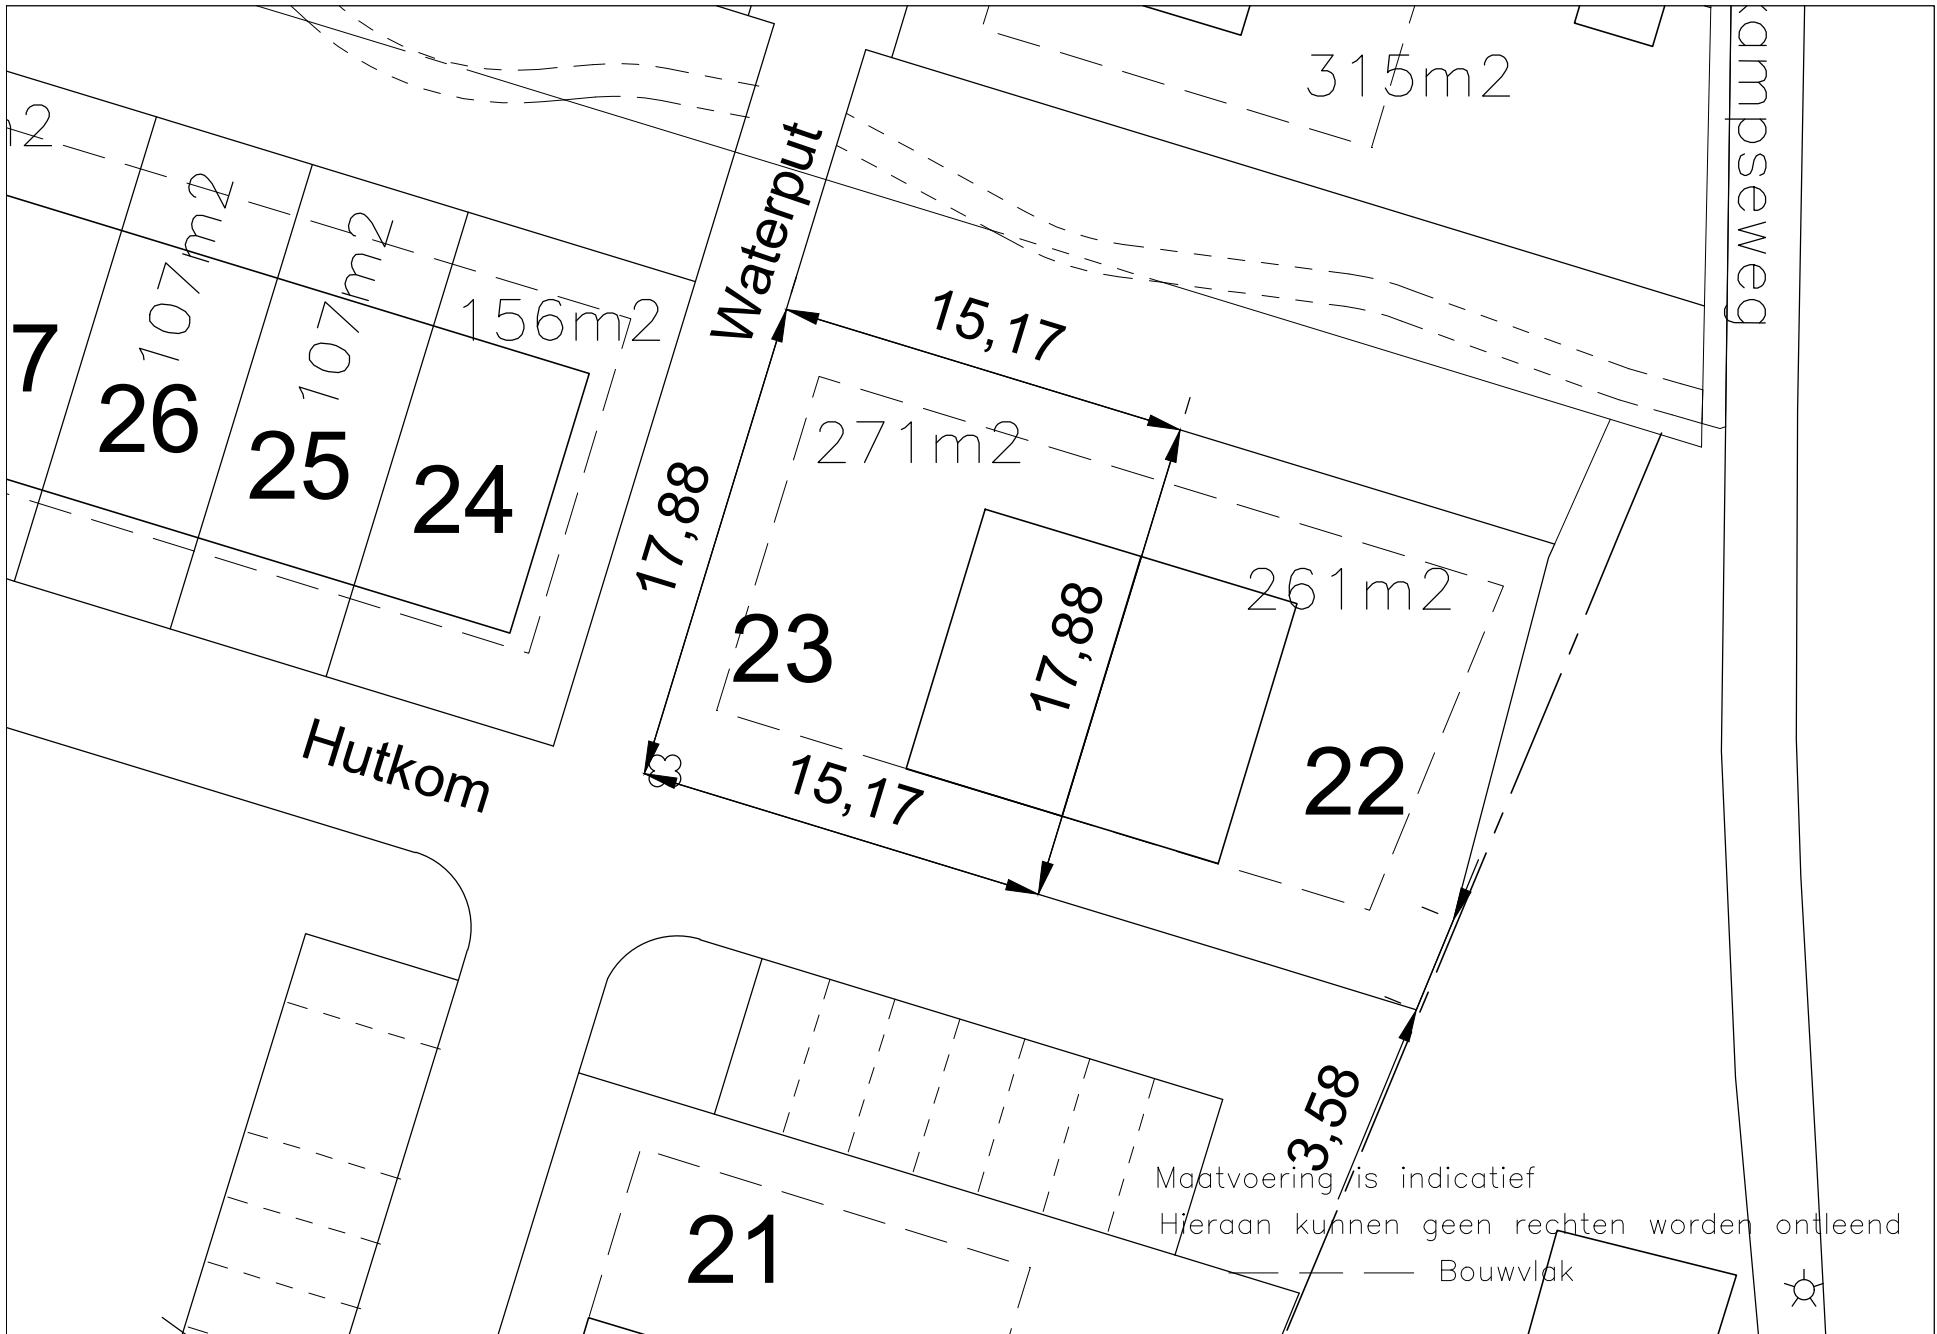 315m2
kampseweg
m2
Waterput
107m2
107m2
156m2
15,17
7
26
25
24
271m2
17,88
261m2
17,88
23
22
15,17
Hutkom
3,58
21
Maatvoering is indicatief
Hieraan kunnen geen rechten worden ontleend
Bouwvlak